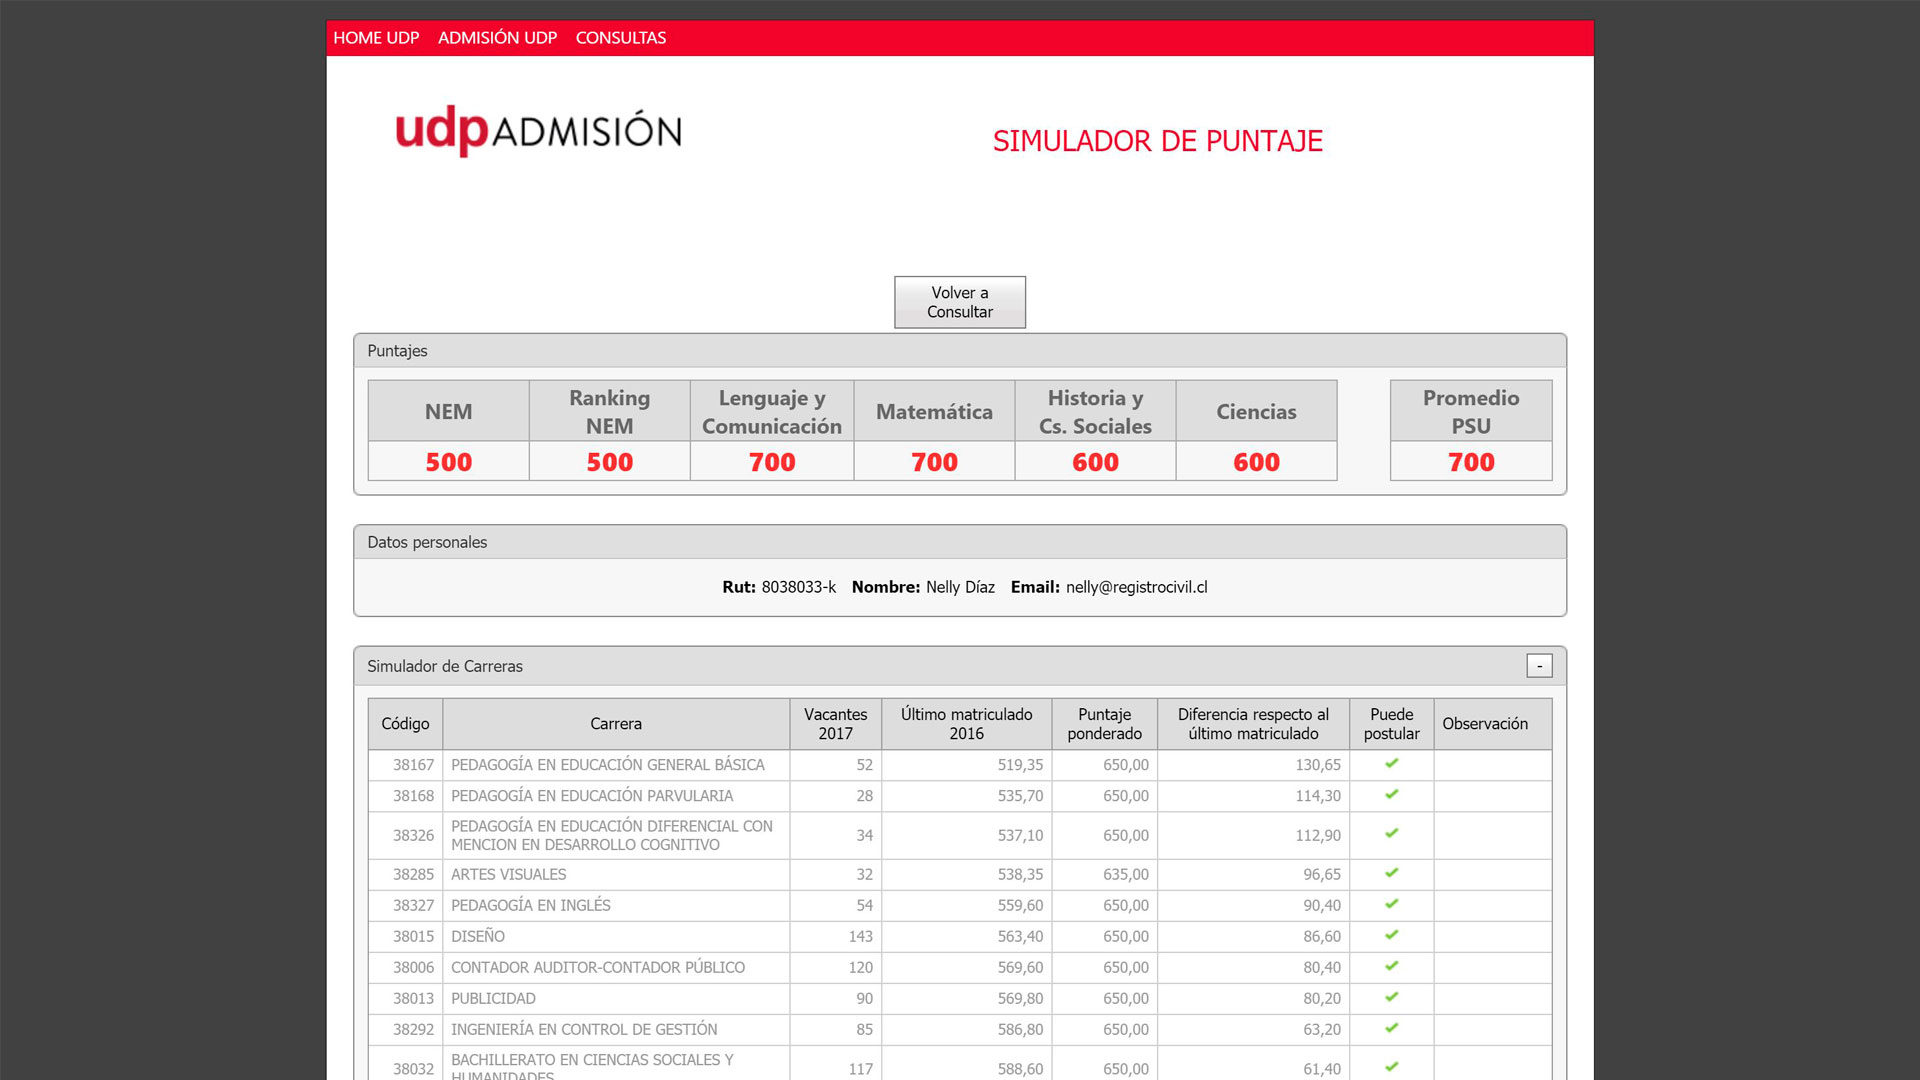 HOME UDP ADMISIÓN UDP CONSULTAS
udp ADMISIÓN
SIMULADOR DE PUNTAJE
Volver a
Consultar
Puntajes
NEM Ranking NEM Lenguaje y Comunicación Matemática Historia y Cs. Sociales Ciencias Promedio PSU
500 500 700 700 600 600 700
Datos personales
Rut: 8038033-k Nombre: Nelly Díaz Email: nelly@registrocivil.cl
Simulador de Carreras -
Código Carrera Vacantes 2017 Último matriculado 2016 Puntaje ponderado Diferencia respecto al último matriculado Puede postular Observación
38167 PEDAGOGÍA EN EDUCACIÓN GENERAL BÁSICA 52 519,35 650,00 130,65
38168 PEDAGOGÍA EN EDUCACIÓN PARVULARIA 28 535,70 650,00 114,30
38326 PEDAGOGÍA EN EDUCACIÓN DIFERENCIAL CON MENCION EN DESARROLLO COGNITIVO 34 537,10 650,00 112,90
38285 ARTES VISUALES 32 538,35 635,00 96,65
38327 PEDAGOGÍA EN INGLÉS 54 559,60 650,00 90,40
38015 DISEÑO 143 563,40 650,00 86,60
38006 CONTADOR AUDITOR-CONTADOR PÚBLICO 120 569,60 650,00 80,40
38013 PUBLICIDAD 90 569,80 650,00 80,20
38292 INGENIERÍA EN CONTROL DE GESTIÓN 85 586,80 650,00 63,20
38032 BACHILLERATO EN CIENCIAS SOCIALES Y HUMANIDADES 117 588,60 650,00 61,40